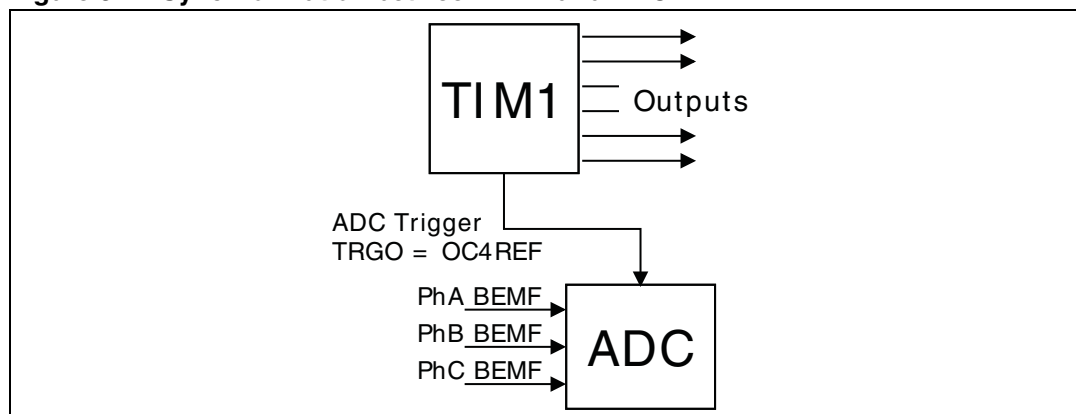 TIM1
Outputs
ADC Trigger
TRGO = OC4REF
PhA BEMF
PhB BEMF
PhC BEMF
ADC